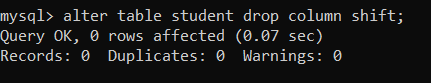 mysql> alter table student drop column shift;
Query OK, 0 rows affected (0.07 sec)
Records: 0  Duplicates: 0  Warnings: 0